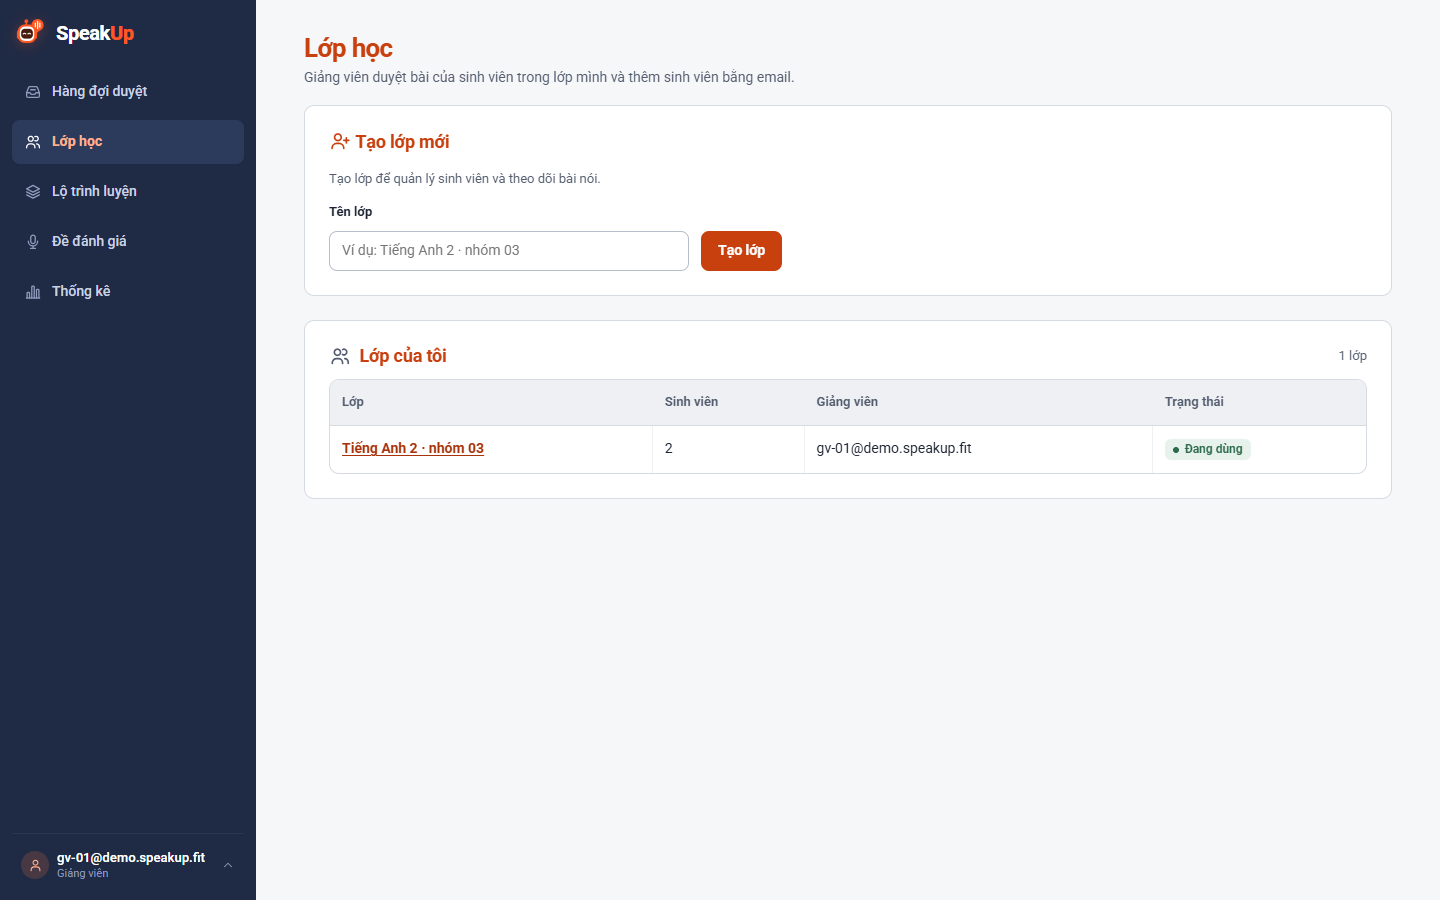 SpeakUp
Hàng đợi duyệt
Lớp học
Lộ trình luyện
Đề đánh giá
Thống kê
gv-01@demo.speakup.fit
Giảng viên
Lớp học
Giảng viên duyệt bài của sinh viên trong lớp mình và thêm sinh viên bằng email.
Tạo lớp mới
Tạo lớp để quản lý sinh viên và theo dõi bài nói.
Tên lớp
Ví dụ: Tiếng Anh 2 · nhóm 03
Tạo lớp
Lớp của tôi
1 lớp
Lớp Sinh viên Giảng viên Trạng thái
Tiếng Anh 2 · nhóm 03 2 gv-01@demo.speakup.fit Đang dùng